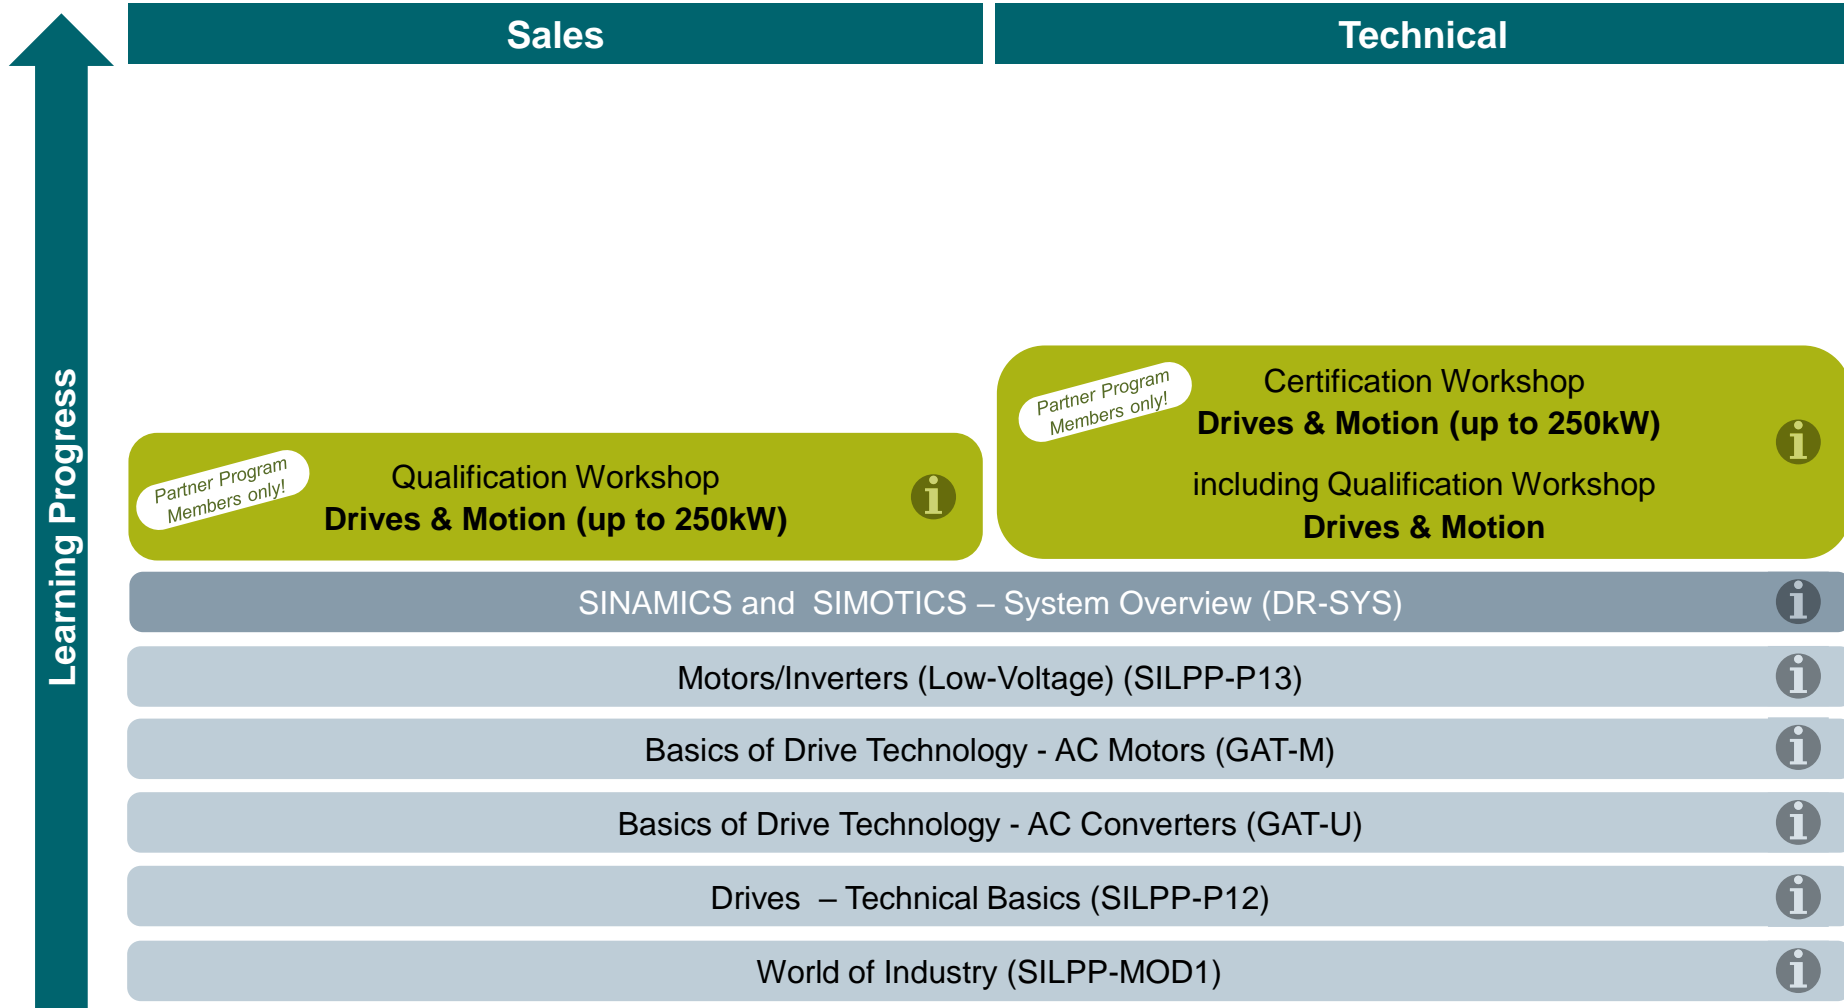 Sales
Technical
Learning Progress
Partner Program
Members only!
Qualification Workshop
Drives & Motion (up to 250kW)
Partner Program
Members only!
Certification Workshop
Drives & Motion (up to 250kW)
including Qualification Workshop
Drives & Motion
SINAMICS and  SIMOTICS – System Overview (DR-SYS)
Motors/Inverters (Low-Voltage) (SILPP-P13)
Basics of Drive Technology - AC Motors (GAT-M)
Basics of Drive Technology - AC Converters (GAT-U)
Drives  – Technical Basics (SILPP-P12)
World of Industry (SILPP-MOD1)